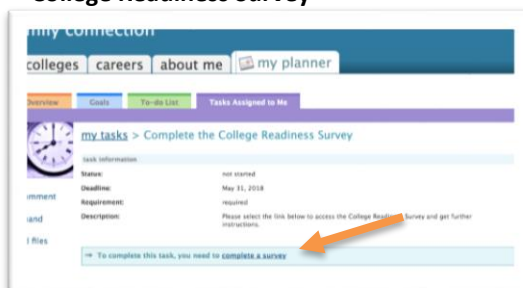 College Readiness Survey
family connection
colleges careers about me my planner
Overview Goals To-do List Tasks Assigned to Me
my tasks > Complete the College Readiness Survey
task information
Status: not started
Deadline: May 31, 2018
Requirement: required
Description: Please select the link below to access the College Readiness Survey and get further
instructions.
→ To complete this task, you need to complete a survey
files